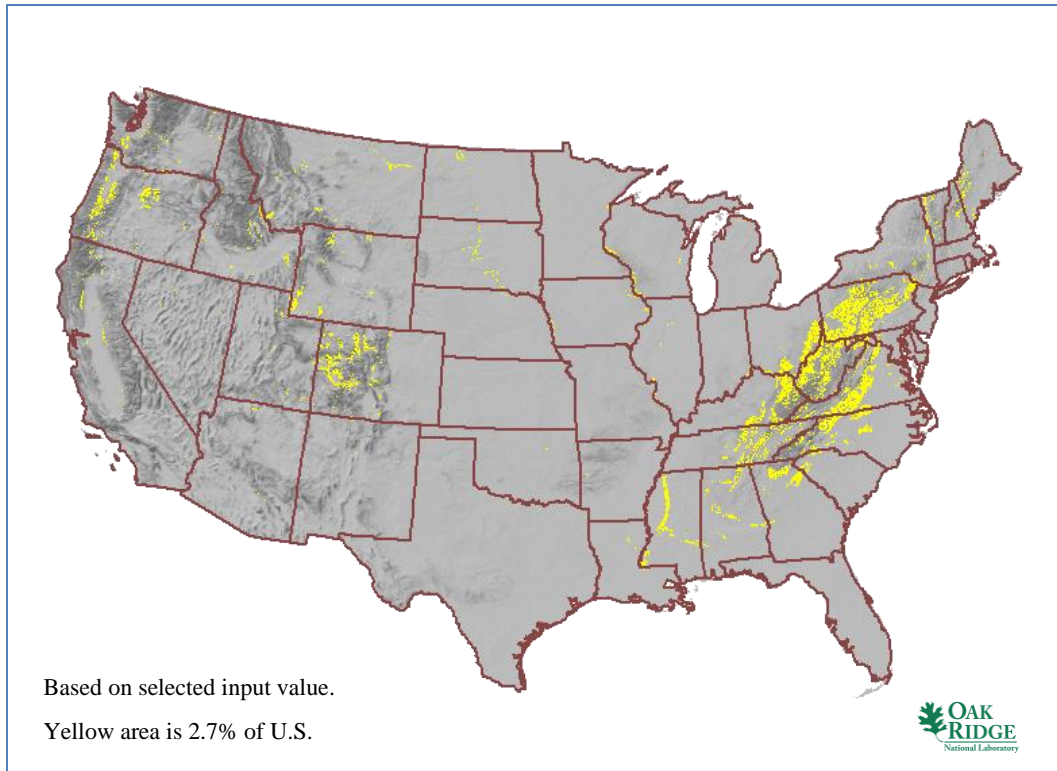 Based on selected input value.
Yellow area is 2.7% of U.S.
OAK
RIDGE
National Laboratory